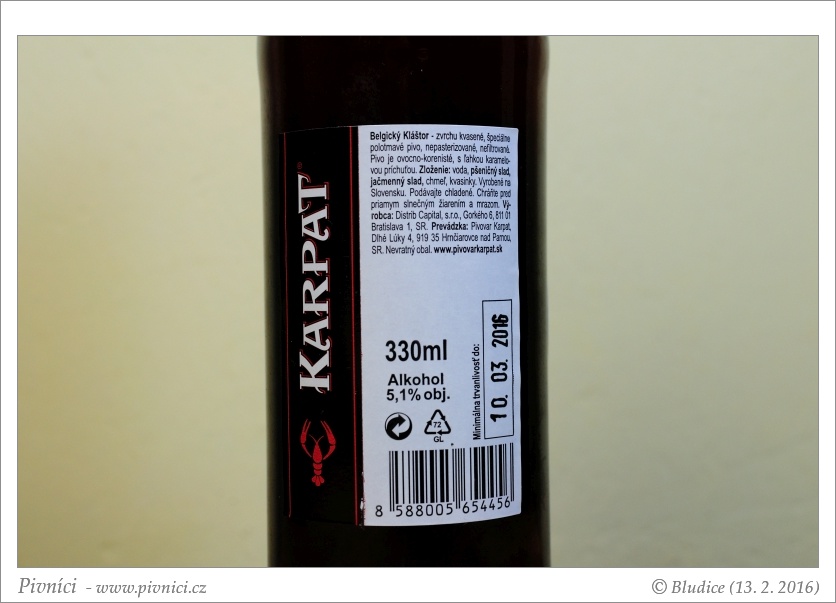 KARPAT
Belgický Kláštor - zvrchu kvasené, špeciálne
polotmavé pivo, nepasterizované, nefiltrované.
Pivo je ovocno-korenisté, s ľahkou karamelo-
vou príchuťou. Zloženie: voda, pšeničný slad,
jačmenný slad, chmeľ, kvasinky. Vyrobené na
Slovensku. Podávajte chladené. Chráňte pred
priamym slnečným žiarením a mrazom. Vý-
robca: Distrib Capital, s.r.o., Gorkého 6, 811 01
Bratislava 1, SR. Prevádzka: Pivovar Karpat,
Dlhé Lúky 4, 919 35 Hrnčiarovce nad Parnou,
SR. Nevratný obal. www.pivovarkarpat.sk
330ml
Alkohol
5,1% obj.
72
GL
Minimálna trvanlivosť do:
10. 03. 2016
8 588005 654456
Pivníci - www.pivnici.cz
© Bludice (13. 2. 2016)